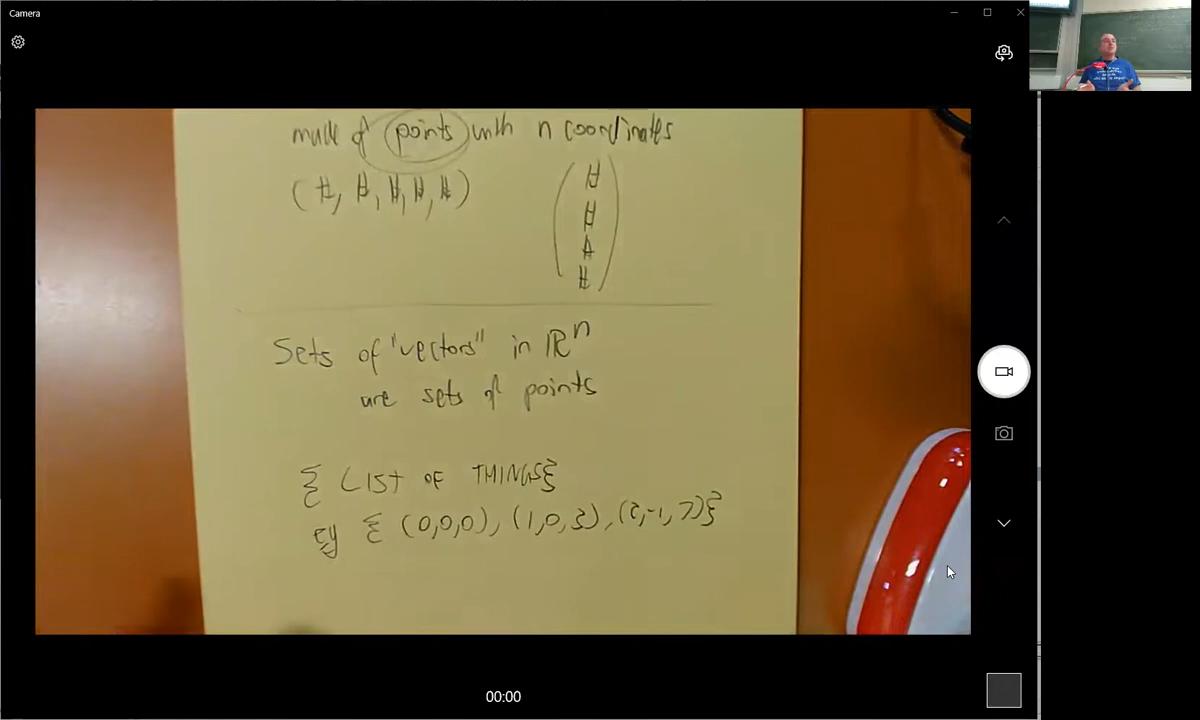 Camera
made of points with n coordinates
(#, #, #, #, #)
( #
#
#
# )
Sets of "vectors" in ℝⁿ
are sets of points
{ LIST OF THINGS }
eg { (0,0,0), (1,0,3), (2,-1,7) }
00:00